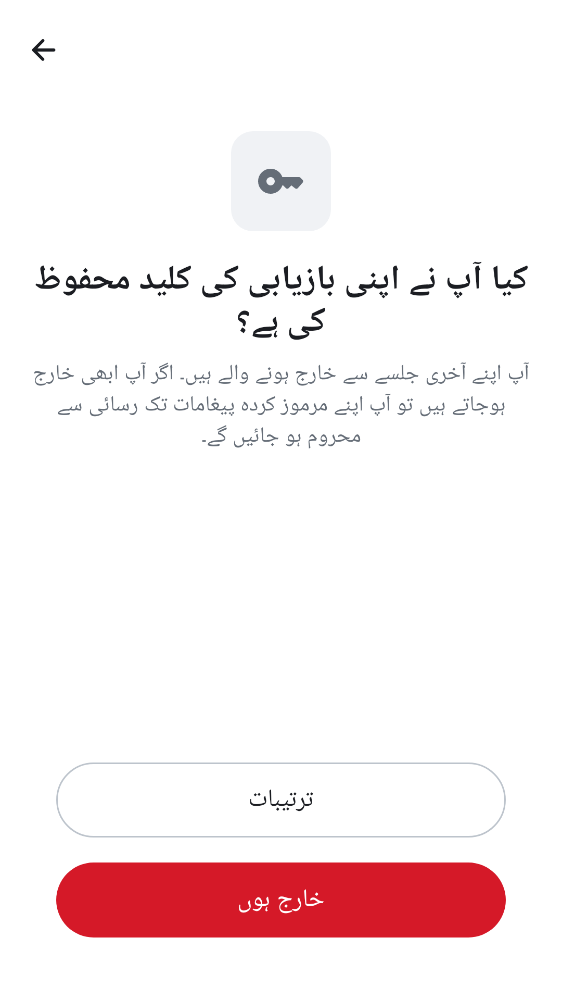 کیا آپ نے اپنی بازیابی کی کلید محفوظ
کی ہے؟
آپ اپنے آخری جلسے سے خارج ہونے والے ہیں۔ اگر آپ ابھی خارج
ہوجاتے ہیں تو آپ اپنے مرموز کردہ پیغامات تک رسائی سے
محروم ہو جائیں گے۔
ترتیبات
خارج ہوں